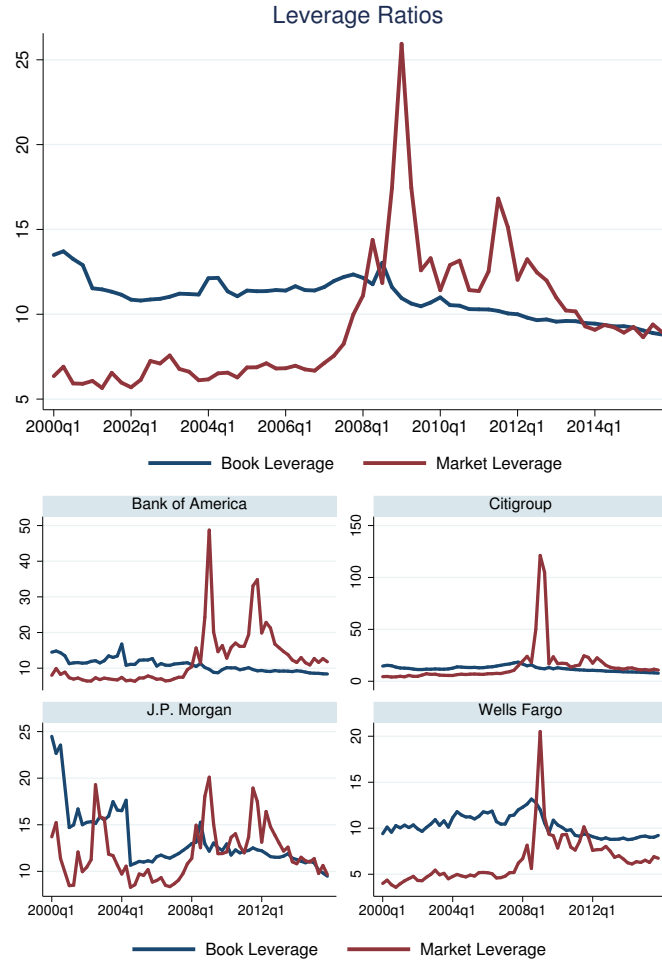 Leverage Ratios
25
20
15
10
5
2000q1 2002q1 2004q1 2006q1 2008q1 2010q1 2012q1 2014q1
Book Leverage Market Leverage
Bank of America
50
40
30
20
10
Citigroup
150
100
50
0
J.P. Morgan
25
20
15
10
2000q1 2004q1 2008q1 2012q1
Wells Fargo
20
15
10
5
2000q1 2004q1 2008q1 2012q1
Book Leverage Market Leverage